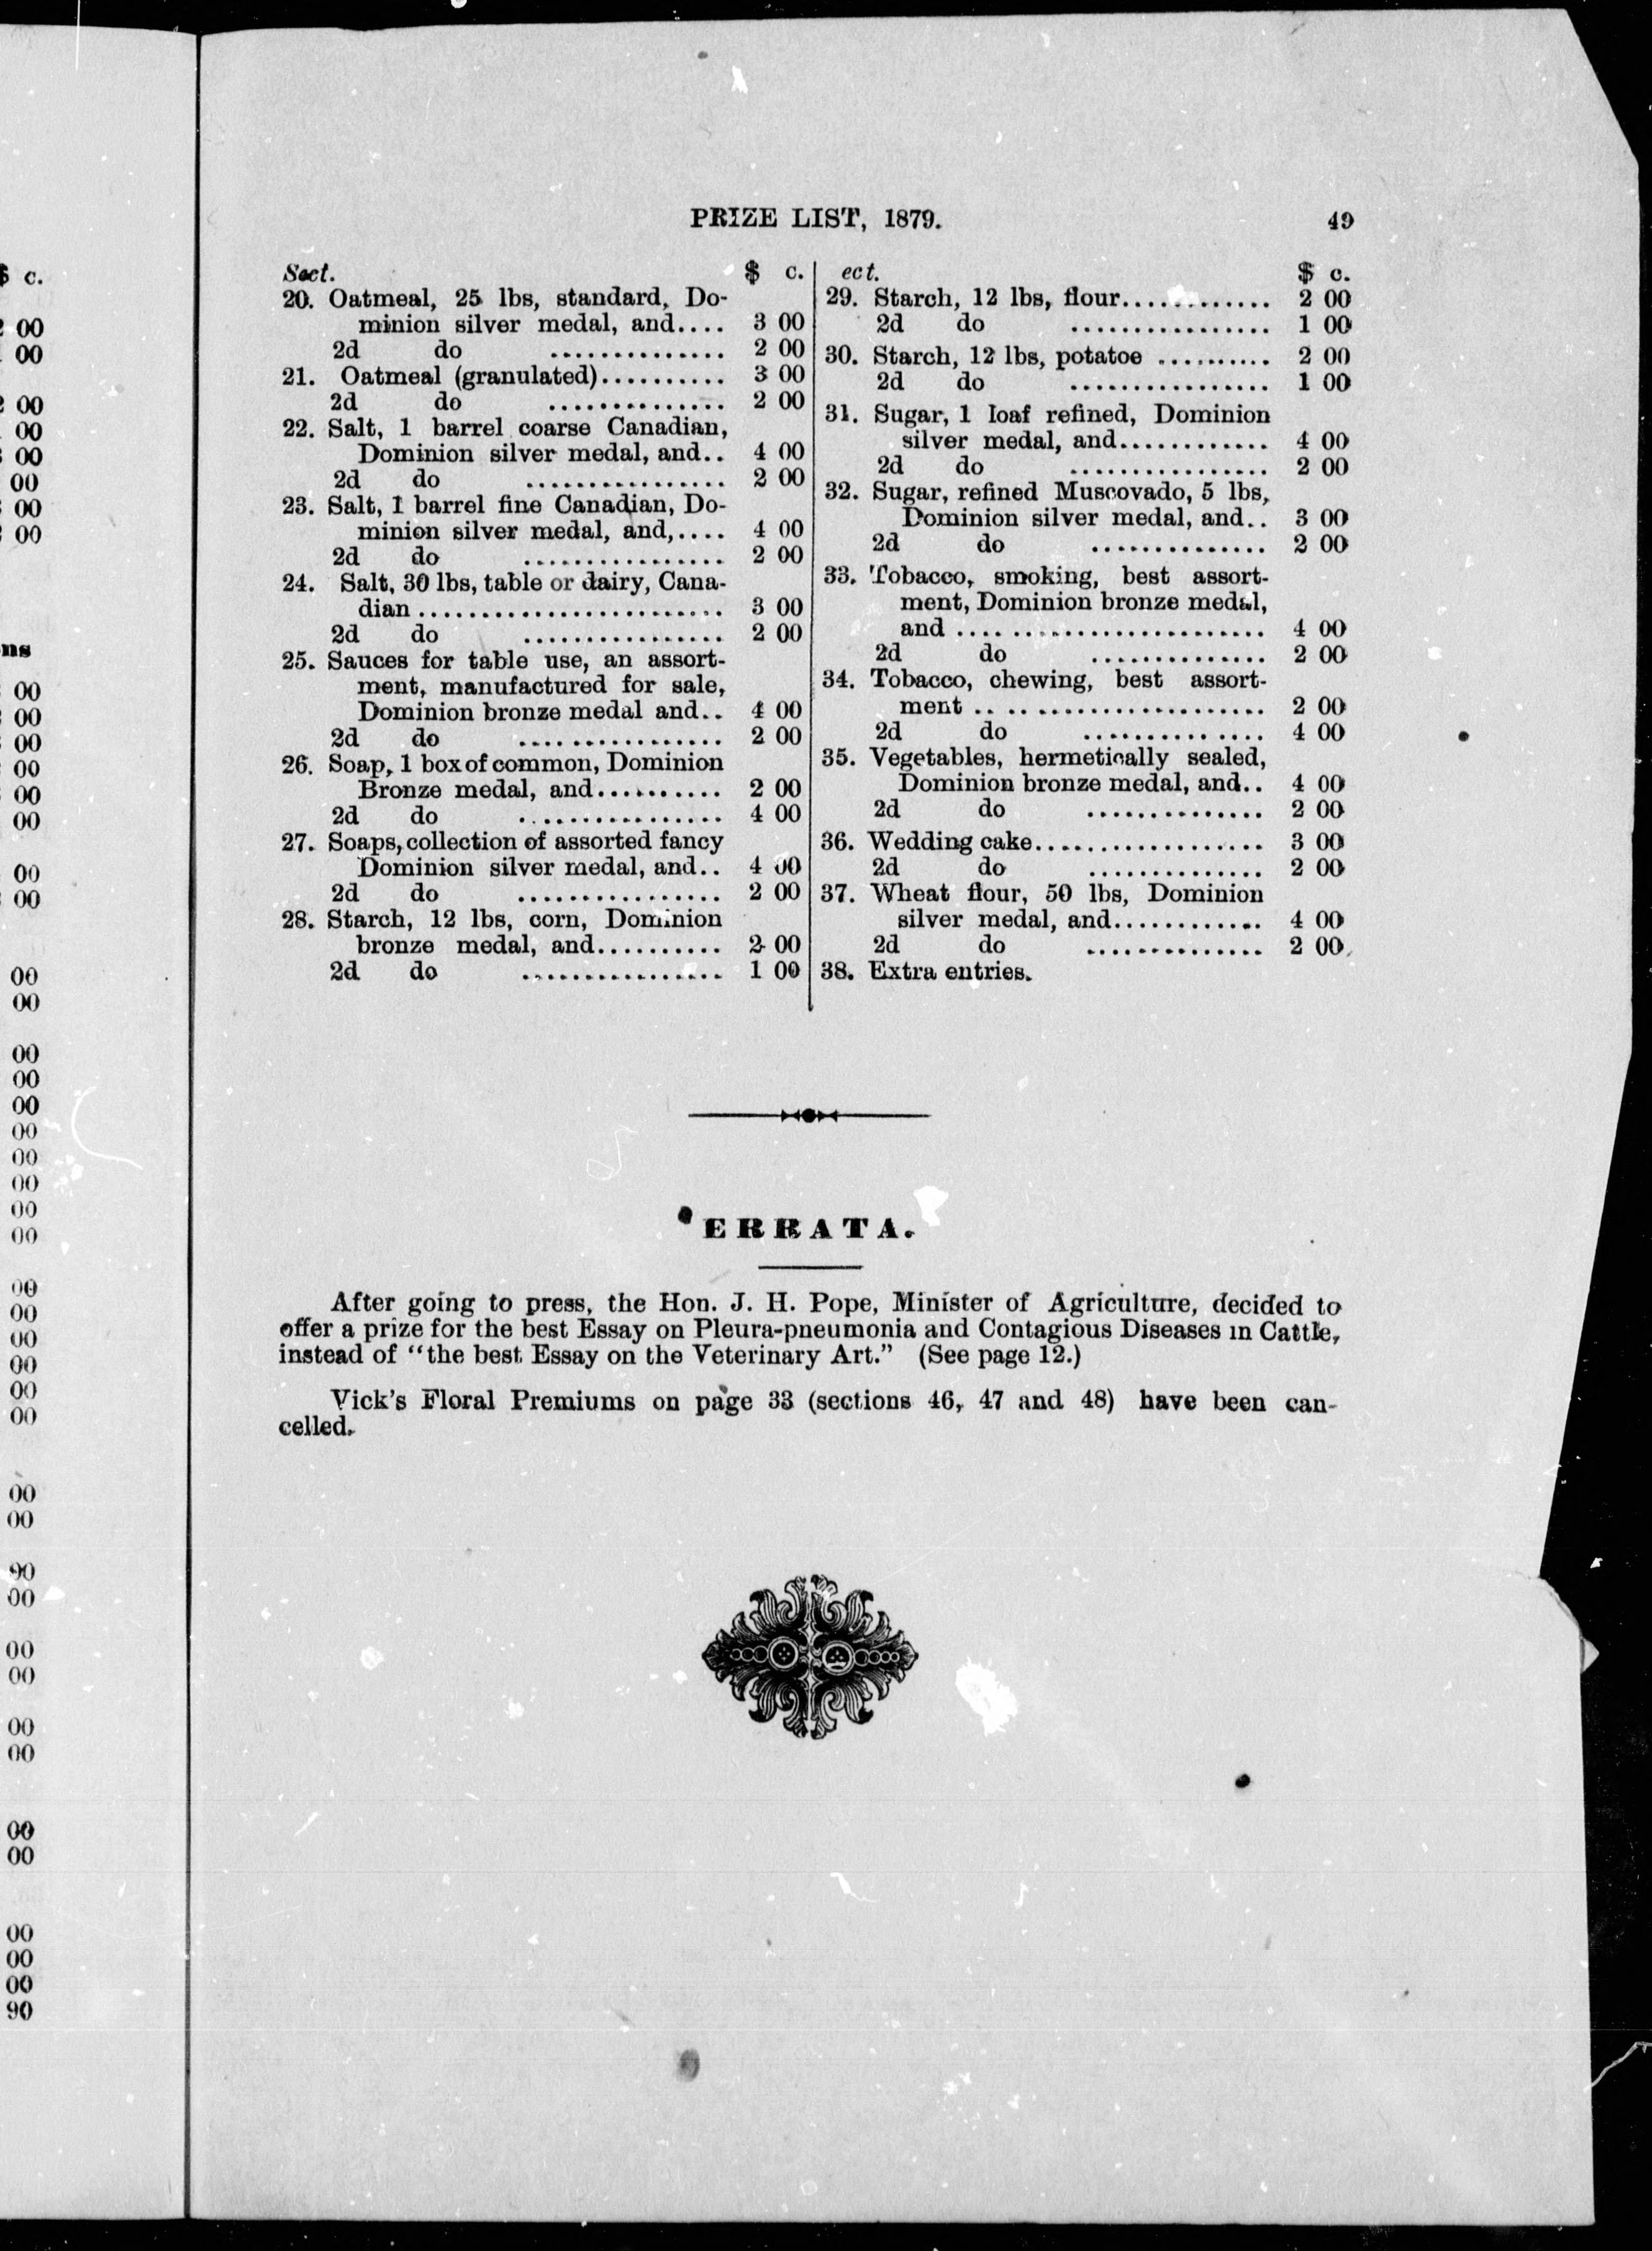 PRIZE LIST, 1879. 49
Sect. $ c.
20. Oatmeal, 25 lbs, standard, Do-
minion silver medal, and.... 3 00
2d do .............. 2 00
21. Oatmeal (granulated).......... 3 00
2d do .............. 2 00
22. Salt, 1 barrel coarse Canadian,
Dominion silver medal, and.. 4 00
2d do ................ 2 00
23. Salt, 1 barrel fine Canadian, Do-
minion silver medal, and,.... 4 00
2d do ................ 2 00
24. Salt, 30 lbs, table or dairy, Cana-
dian ......................... 3 00
2d do ................ 2 00
25. Sauces for table use, an assort-
ment, manufactured for sale,
Dominion bronze medal and.. 4 00
2d do ................. 2 00
26. Soap, 1 box of common, Dominion
Bronze medal, and.......... 2 00
2d do ................. 4 00
27. Soaps, collection of assorted fancy
Dominion silver medal, and.. 4 00
2d do ................. 2 00
28. Starch, 12 lbs, corn, Dominion
bronze medal, and.......... 2 00
2d do ................. 1 00
ect. $ c.
29. Starch, 12 lbs, flour............ 2 00
2d do ................ 1 00
30. Starch, 12 lbs, potatoe .......... 2 00
2d do ................ 1 00
31. Sugar, 1 loaf refined, Dominion
silver medal, and............ 4 00
2d do ................ 2 00
32. Sugar, refined Muscovado, 5 lbs,
Dominion silver medal, and.. 3 00
2d do .............. 2 00
33. Tobacco, smoking, best assort-
ment, Dominion bronze medal,
and .... ..................... 4 00
2d do .............. 2 00
34. Tobacco, chewing, best assort-
ment .. .. ................... 2 00
2d do .......... .... 4 00
35. Vegetables, hermetically sealed,
Dominion bronze medal, and.. 4 00
2d do .............. 2 00
36. Wedding cake................... 3 00
2d do .............. 2 00
37. Wheat flour, 50 lbs, Dominion
silver medal, and............ 4 00
2d do .............. 2 00
38. Extra entries.
ERRATA.
After going to press, the Hon. J. H. Pope, Minister of Agriculture, decided to
offer a prize for the best Essay on Pleura-pneumonia and Contagious Diseases in Cattle,
instead of "the best Essay on the Veterinary Art." (See page 12.)
Vick's Floral Premiums on page 33 (sections 46, 47 and 48) have been can-
celled.